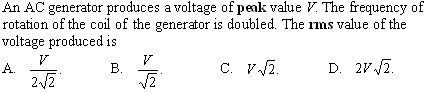 An AC generator produces a voltage of peak value V. The frequency of
rotation of the coil of the generator is doubled. The rms value of the
voltage produced is
A. V/(2√2). B. V/√2. C. V√2. D. 2V√2.